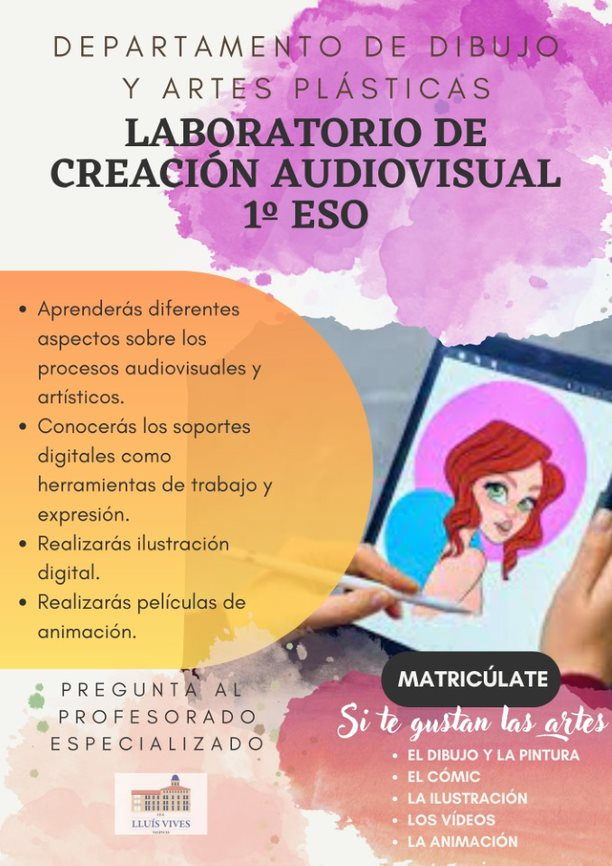 DEPARTAMENTO DE DIBUJO
Y ARTES PLÁSTICAS
LABORATORIO DE
CREACIÓN AUDIOVISUAL
1º ESO
• Aprenderás diferentes
aspectos sobre los
procesos audiovisuales y
artísticos.
• Conocerás los soportes
digitales como
herramientas de trabajo y
expresión.
• Realizarás ilustración
digital.
• Realizarás películas de
animación.
PREGUNTA AL
PROFESORADO
ESPECIALIZADO
LLUÍS VIVES
VALENCIA
MATRICÚLATE
Si te gustan las artes
• EL DIBUJO Y LA PINTURA
• EL CÓMIC
• LA ILUSTRACIÓN
• LOS VÍDEOS
• LA ANIMACIÓN